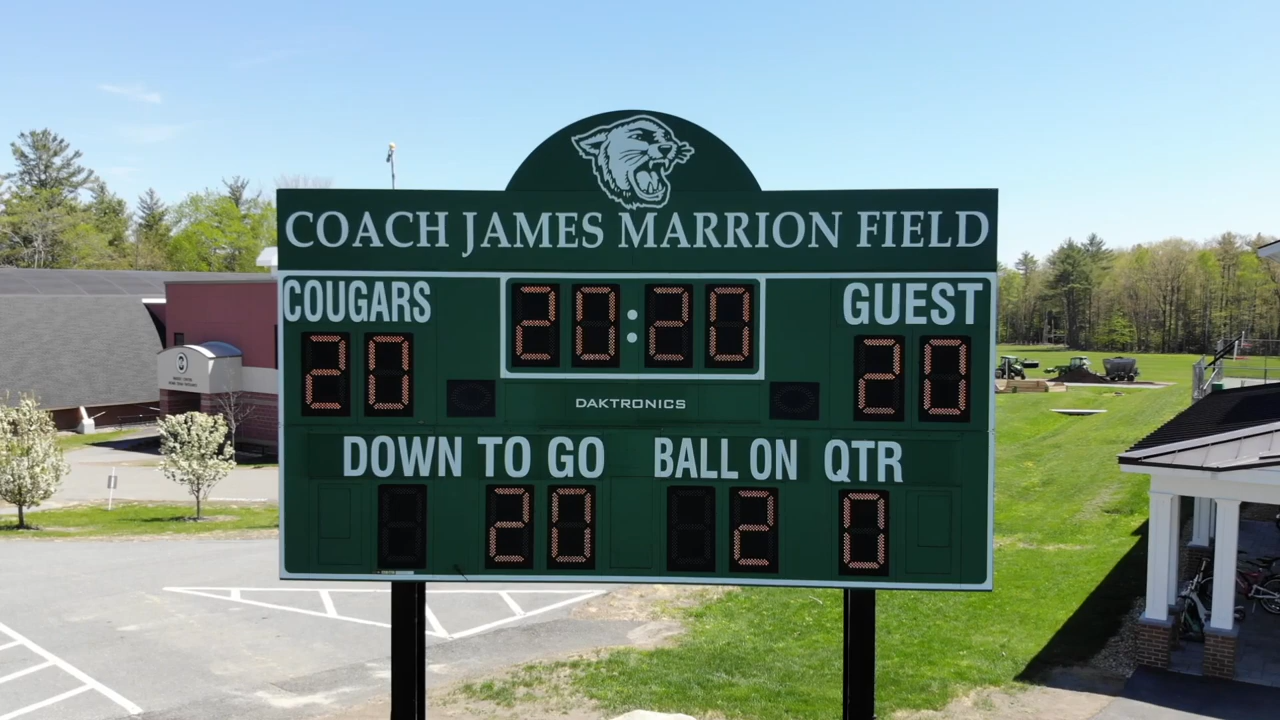 COACH JAMES MARRION FIELD
COUGARS 20:20 GUEST
20 20
DAKTRONICS
DOWN TO GO BALL ON QTR
20 2 0